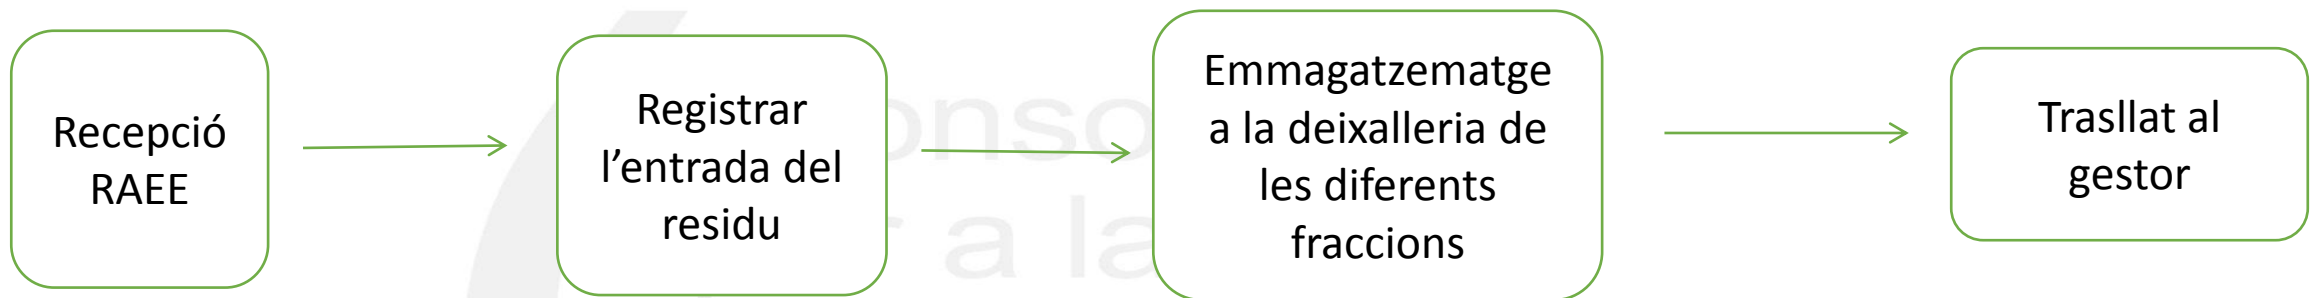 Recepció
RAEE
Registrar
l’entrada del
residu
Emmagatzematge
a la deixalleria de
les diferents
fraccions
Trasllat al
gestor